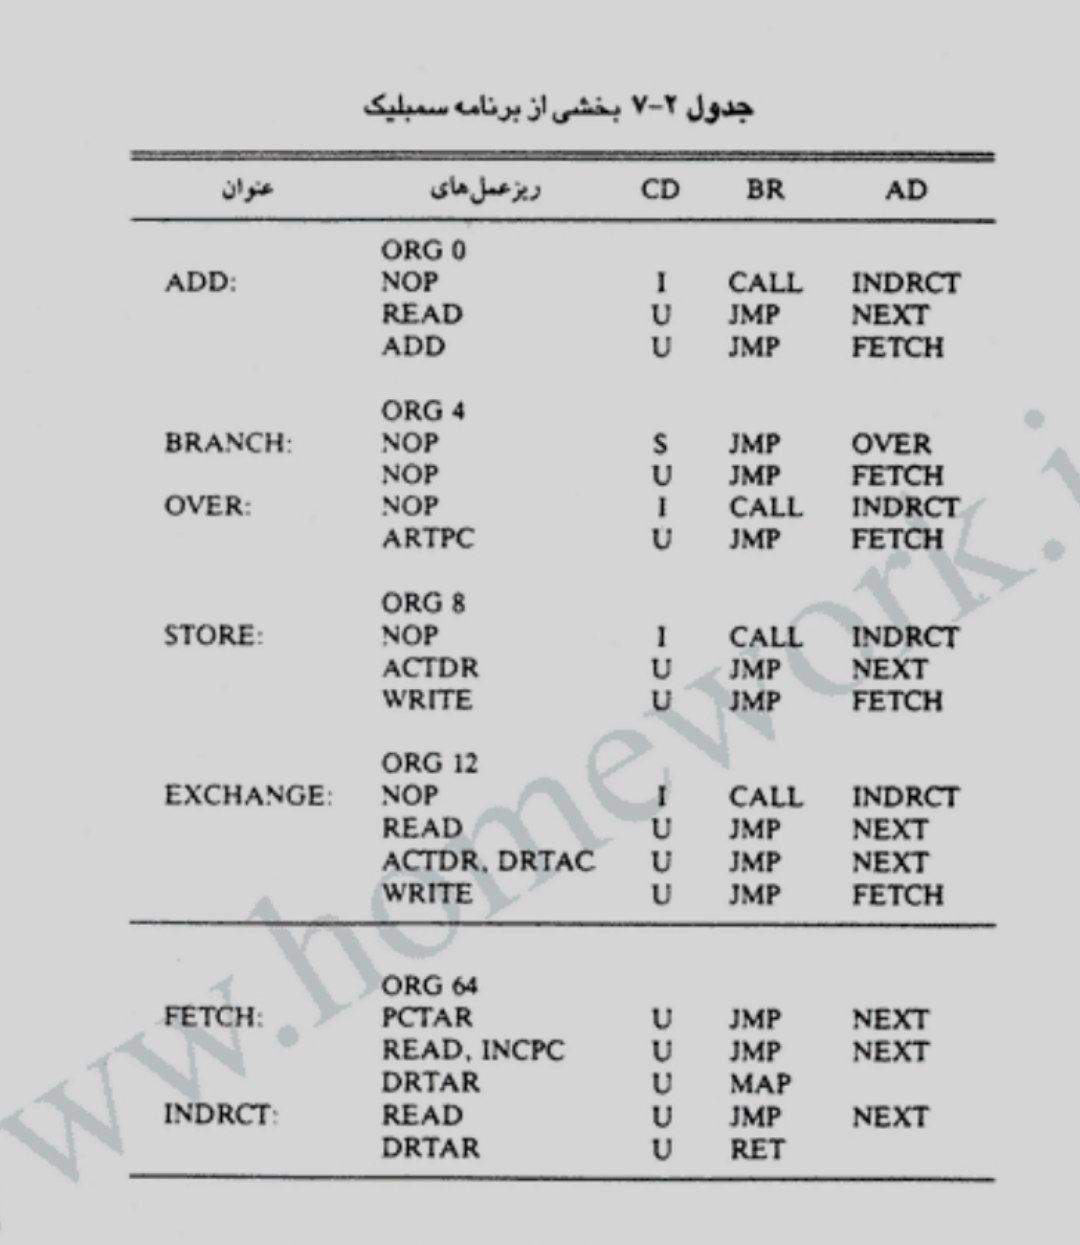 جدول ۲-۷ بخشی از برنامه سمبلیک
عنوان ریزعمل‌های CD BR AD
ORG 0
ADD: NOP I CALL INDRCT
READ U JMP NEXT
ADD U JMP FETCH
ORG 4
BRANCH: NOP S JMP OVER
NOP U JMP FETCH
OVER: NOP I CALL INDRCT
ARTPC U JMP FETCH
ORG 8
STORE: NOP I CALL INDRCT
ACTDR U JMP NEXT
WRITE U JMP FETCH
ORG 12
EXCHANGE: NOP I CALL INDRCT
READ U JMP NEXT
ACTDR, DRTAC U JMP NEXT
WRITE U JMP FETCH
ORG 64
FETCH: PCTAR U JMP NEXT
READ, INCPC U JMP NEXT
DRTAR U MAP
INDRCT: READ U JMP NEXT
DRTAR U RET
www.homework.i